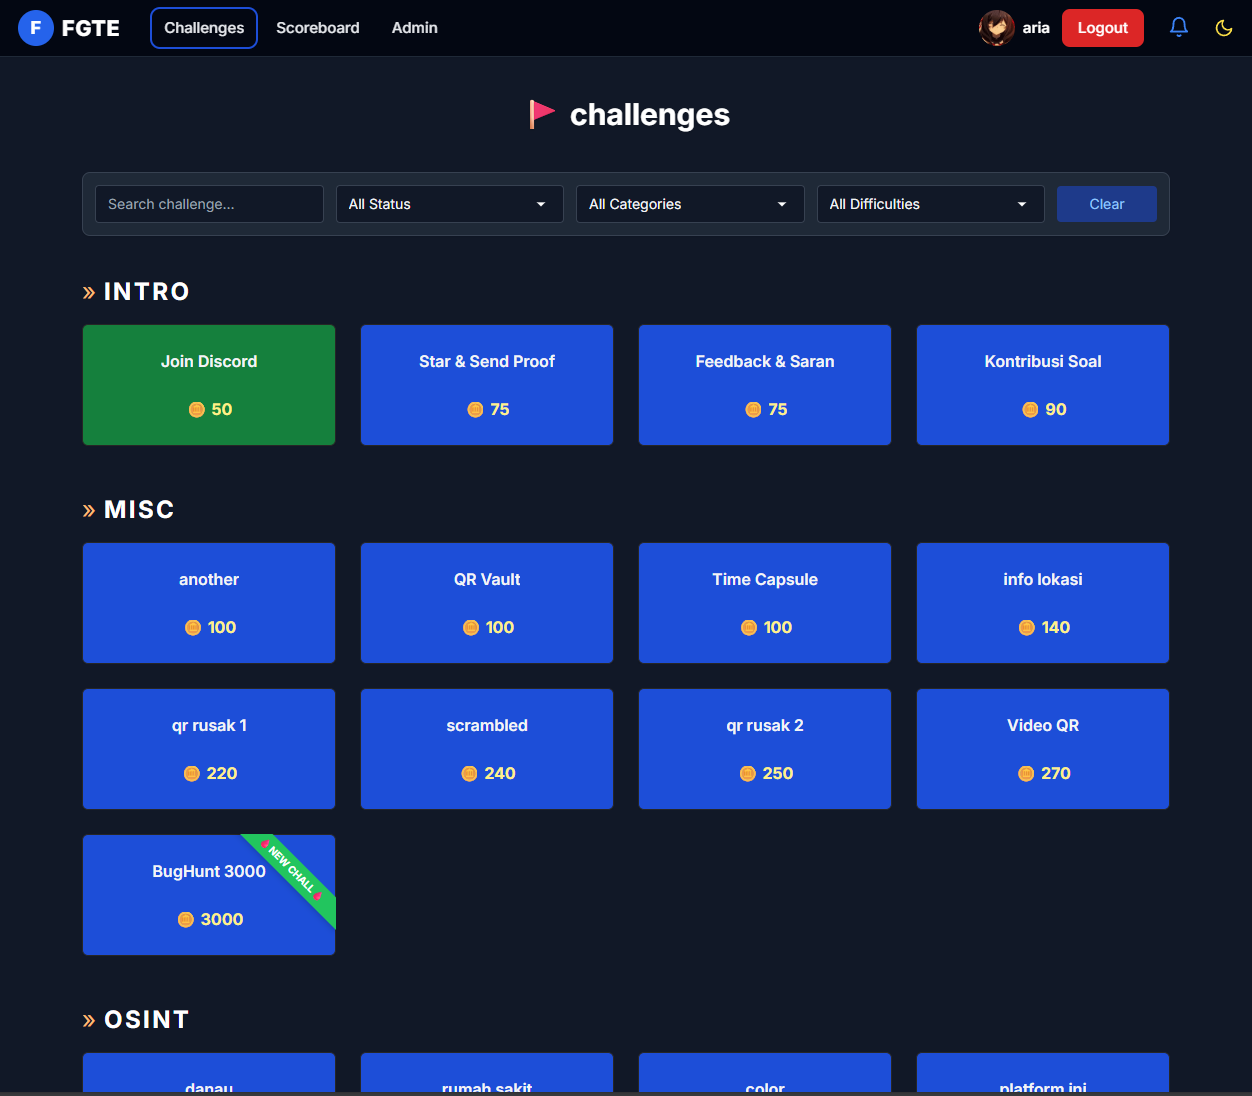 F FGTE Challenges Scoreboard Admin aria Logout
challenges
Search challenge... All Status All Categories All Difficulties Clear
» INTRO
Join Discord
50
Star & Send Proof
75
Feedback & Saran
75
Kontribusi Soal
90
» MISC
another
100
QR Vault
100
Time Capsule
100
info lokasi
140
qr rusak 1
220
scrambled
240
qr rusak 2
250
Video QR
270
BugHunt 3000
3000
NEW CHALL
» OSINT
danau
rumah sakit
color
platform ini